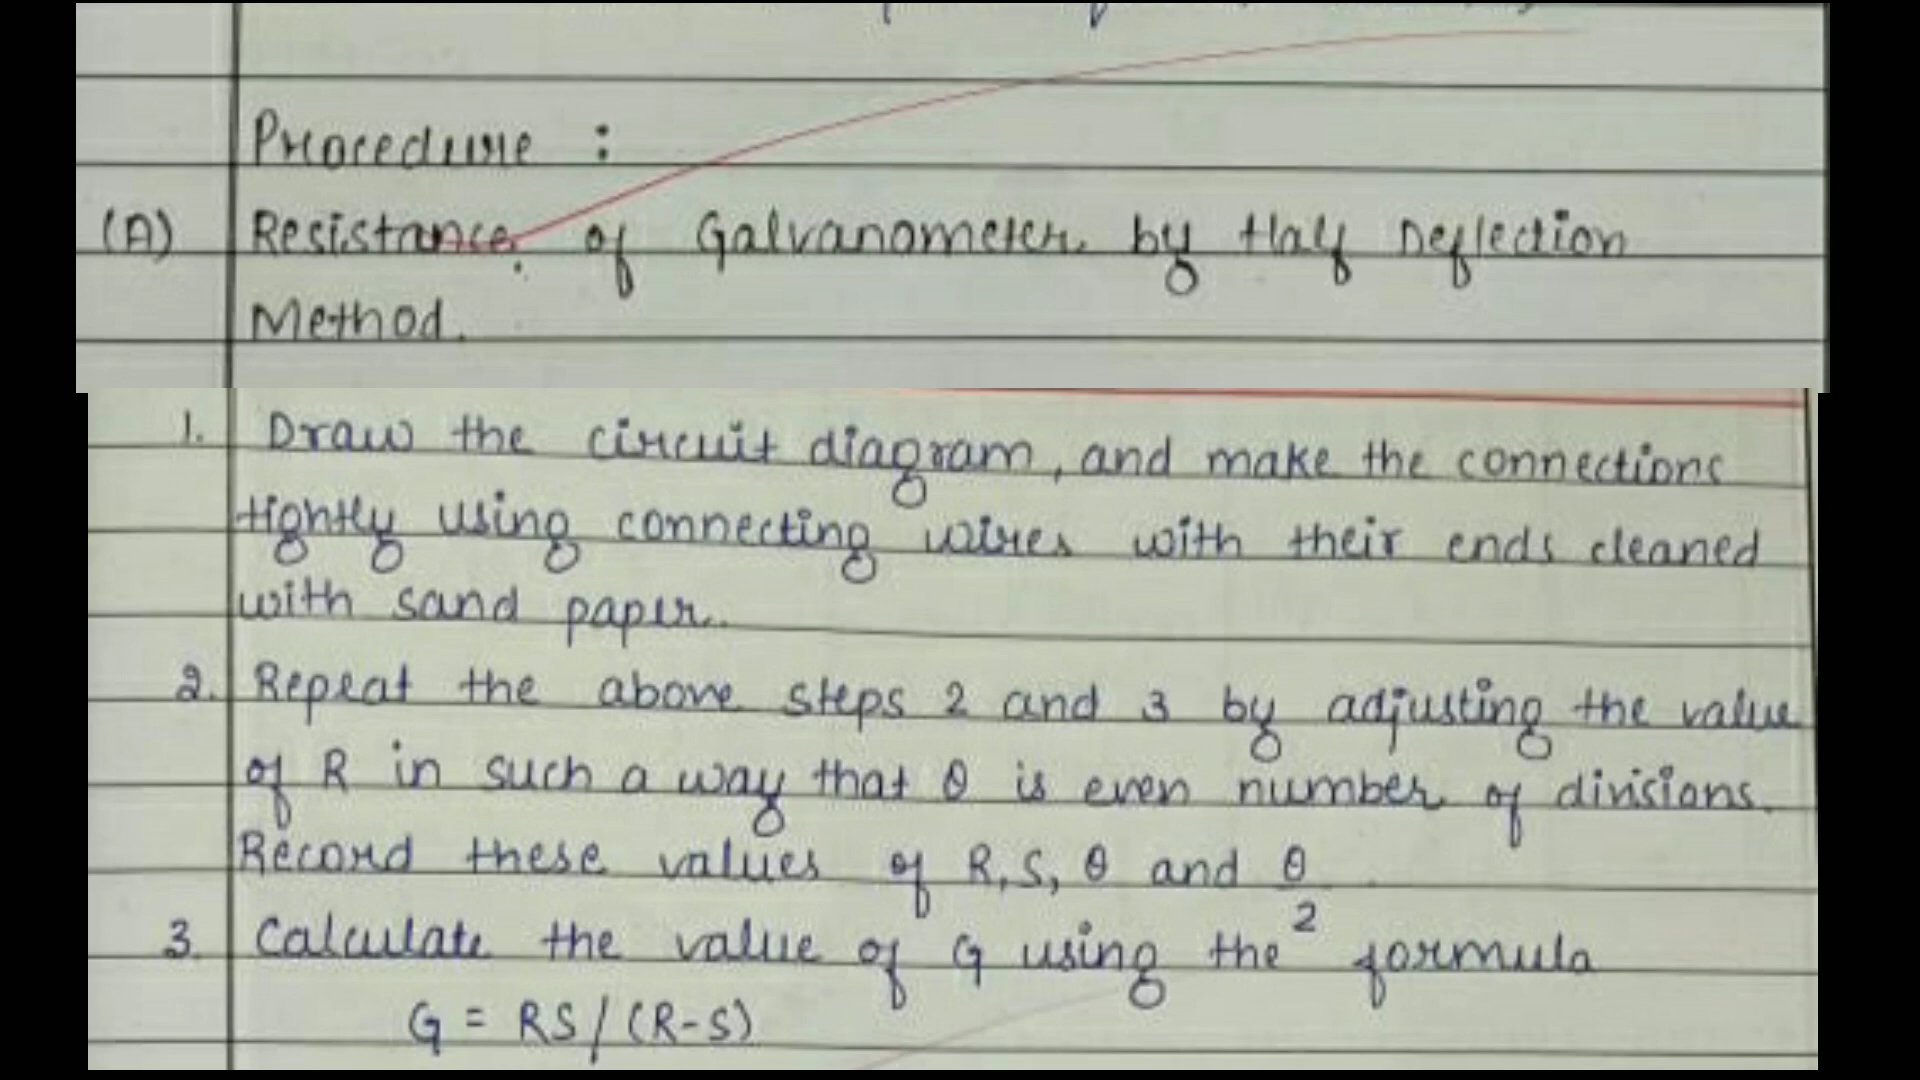 Procedure :
(A) Resistance of Galvanometer by Half Deflection
Method.
1. Draw the circuit diagram, and make the connections
tightly using connecting wires with their ends cleaned
with sand paper.
2. Repeat the above steps 2 and 3 by adjusting the value
of R in such a way that θ is even number of divisions.
Record these values of R, S, θ and θ/2.
3. Calculate the value of G using the formula
G = RS / (R-S)